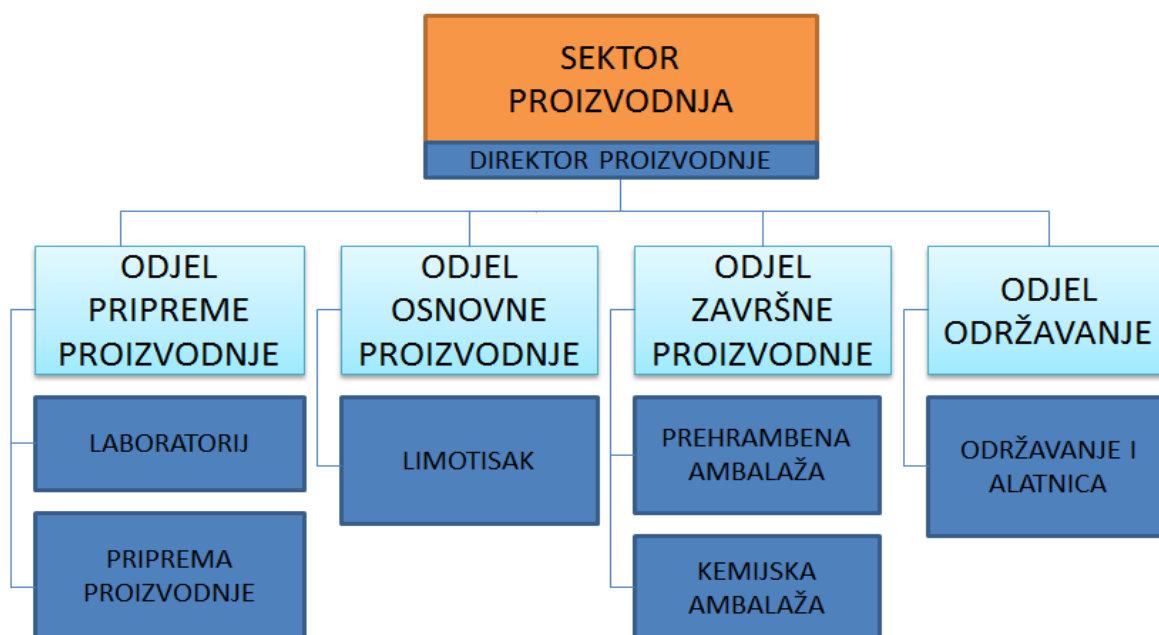 SEKTOR
PROIZVODNJA
DIREKTOR PROIZVODNJE
ODJEL
PRIPREME
PROIZVODNJE
LABORATORIJ
PRIPREMA
PROIZVODNJE
ODJEL
OSNOVNE
PROIZVODNJE
LIMOTISAK
ODJEL
ZAVRŠNE
PROIZVODNJE
PREHRAMBENA
AMBALAŽA
KEMIJSKA
AMBALAŽA
ODJEL
ODRŽAVANJE
ODRŽAVANJE I
ALATNICA